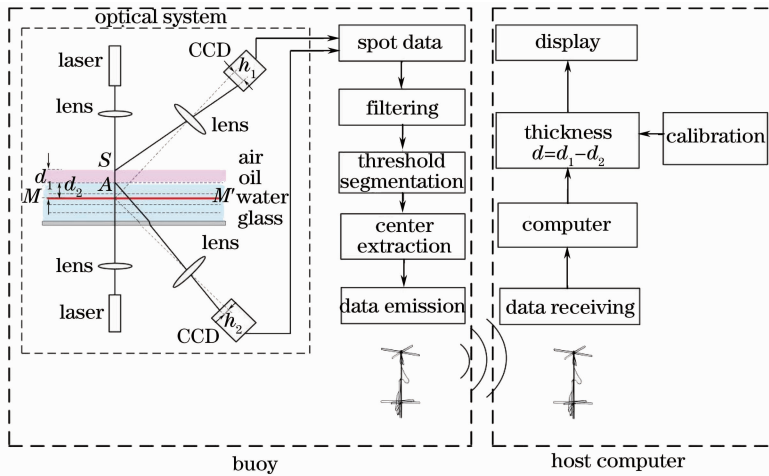 optical system
CCD
laser
h1
lens
lens
S
air
oil
water
glass
d1
d2
A
M
M′
lens
lens
laser
CCD
h2
spot data
filtering
threshold
segmentation
center
extraction
data emission
buoy
display
thickness
d=d1−d2
calibration
computer
data receiving
host computer